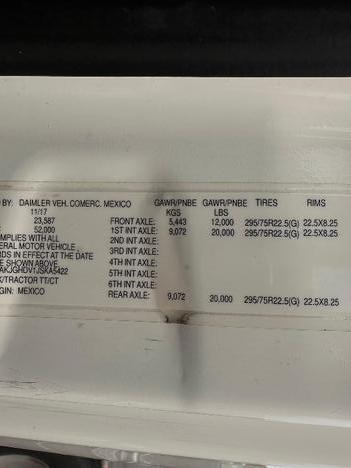 BY: DAIMLER VEH. COMERC. MEXICO GAWR/PNBE GAWR/PNBE TIRES RIMS
11/17 KGS LBS
23,587 FRONT AXLE: 5,443 12,000 295/75R22.5(G) 22.5X8.25
52,000 1ST INT AXLE: 9,072 20,000 295/75R22.5(G) 22.5X8.25
MPLIES WITH ALL 2ND INT AXLE:
ERAL MOTOR VEHICLE 3RD INT AXLE:
RDS IN EFFECT AT THE DATE 4TH INT AXLE:
E SHOWN ABOVE
AKJGHDV1JSKA5422 5TH INT AXLE:
K/TRACTOR TT/CT 6TH INT AXLE:
GIN: MEXICO REAR AXLE: 9,072 20,000 295/75R22.5(G) 22.5X8.25